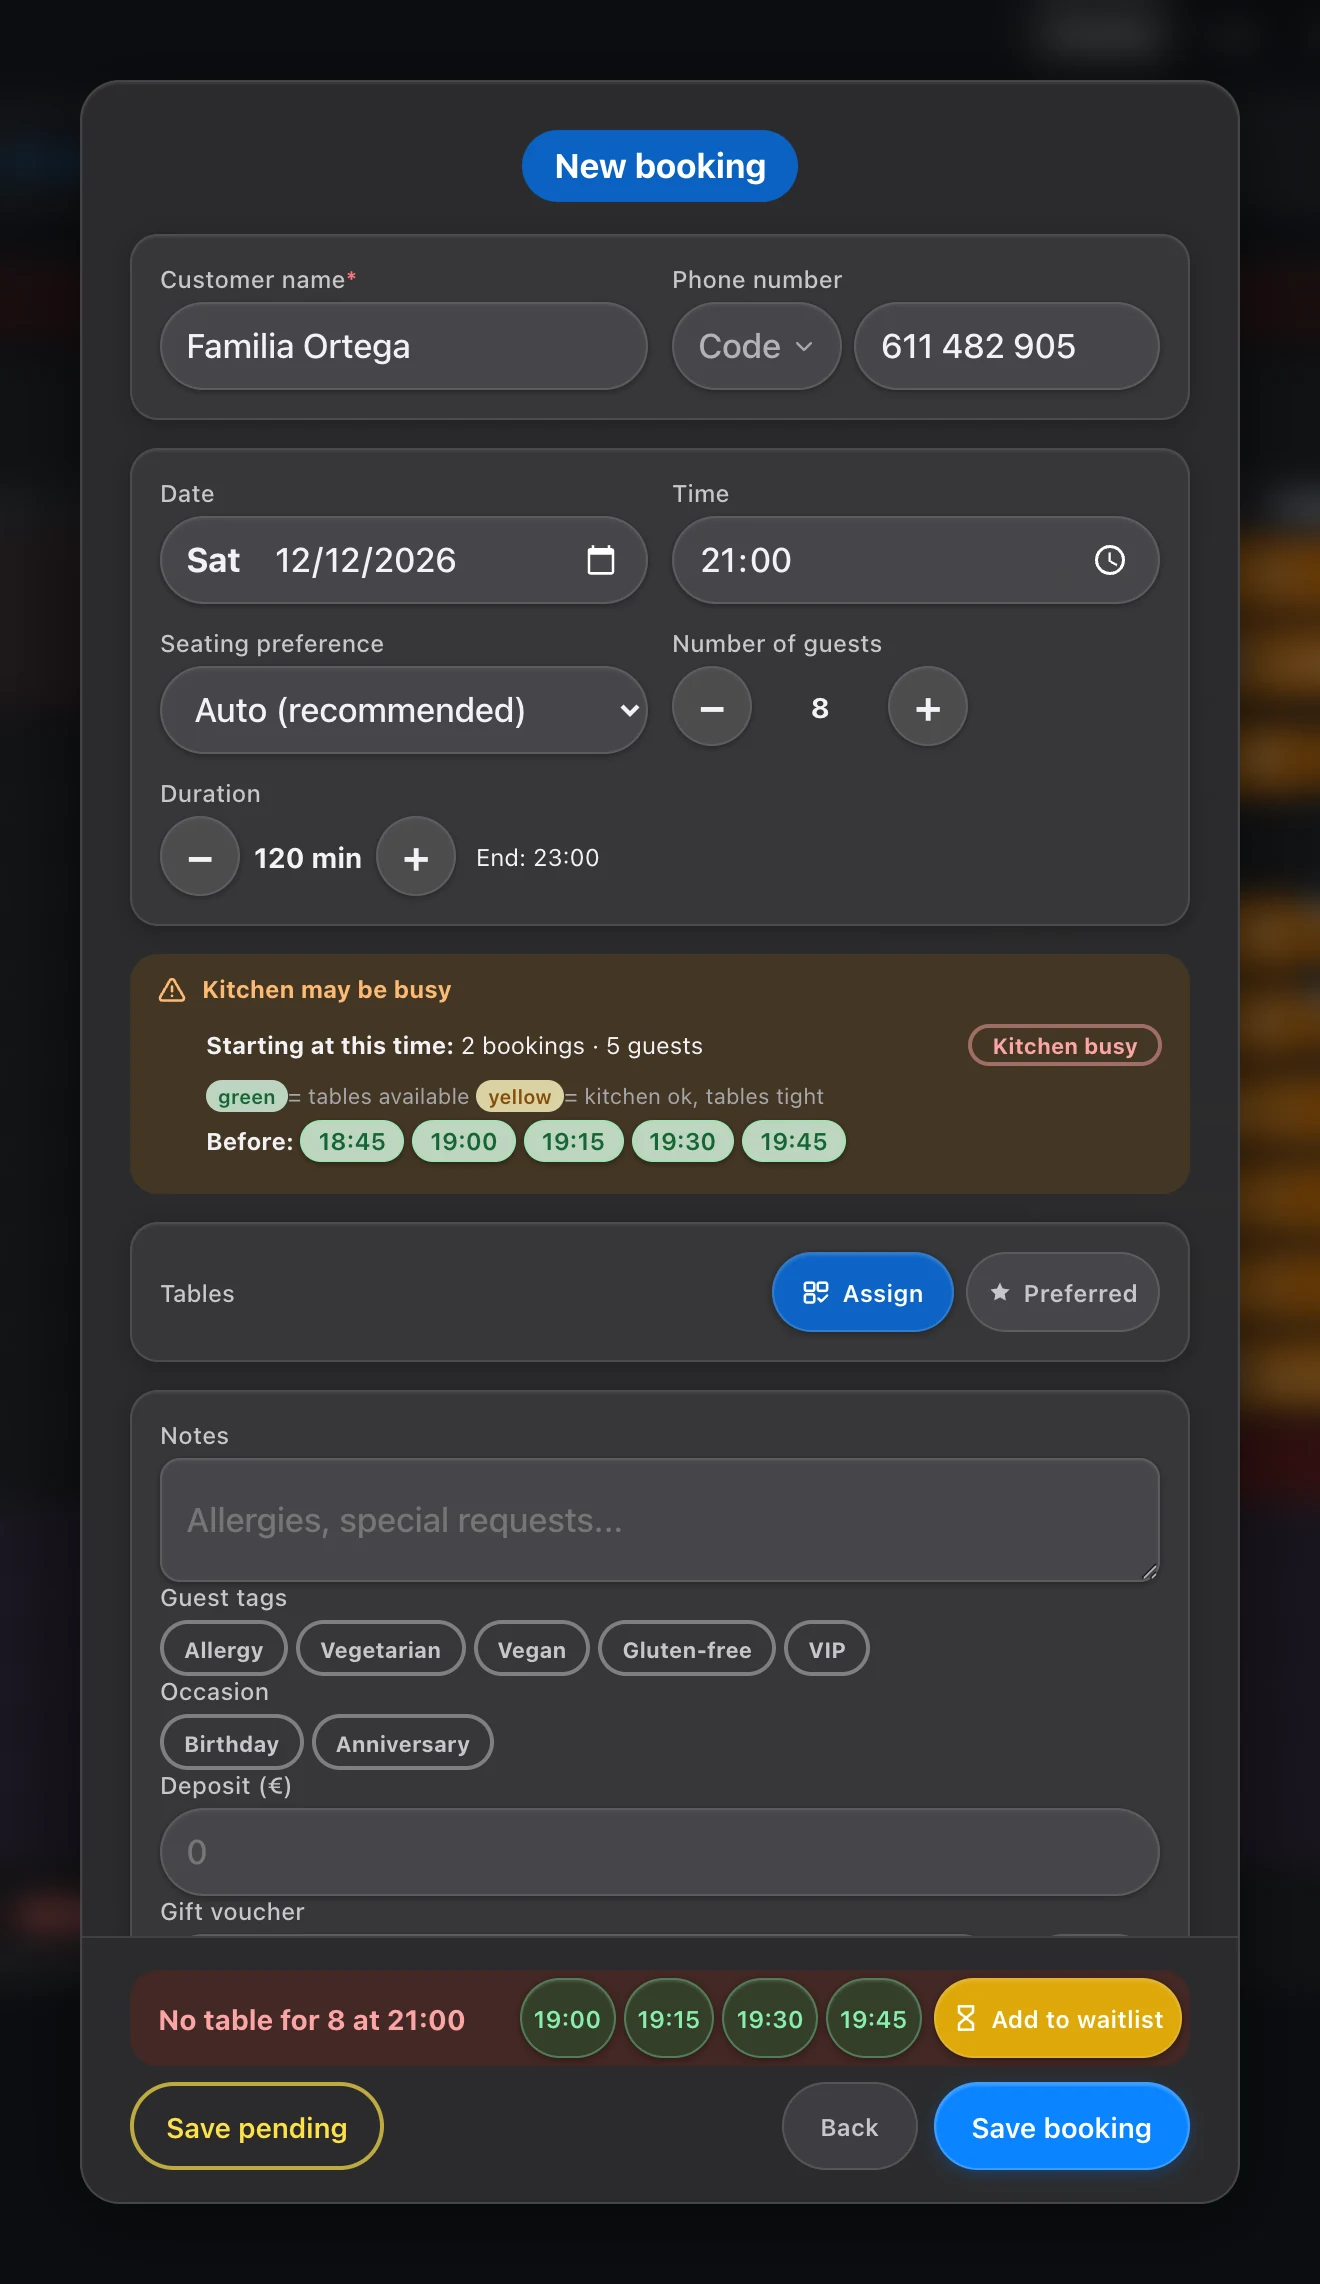 New booking
Customer name*
Phone number
Familia Ortega
Code
611 482 905
Date
Time
Sat 12/12/2026
21:00
Seating preference
Number of guests
Auto (recommended)
− 8 +
Duration
− 120 min + End: 23:00
Kitchen may be busy
Starting at this time: 2 bookings · 5 guests
Kitchen busy
green = tables available yellow = kitchen ok, tables tight
Before: 18:45 19:00 19:15 19:30 19:45
Tables
Assign
Preferred
Notes
Allergies, special requests...
Guest tags
Allergy Vegetarian Vegan Gluten-free VIP
Occasion
Birthday Anniversary
Deposit (€)
0
Gift voucher
No table for 8 at 21:00
19:00 19:15 19:30 19:45
Add to waitlist
Save pending
Back
Save booking